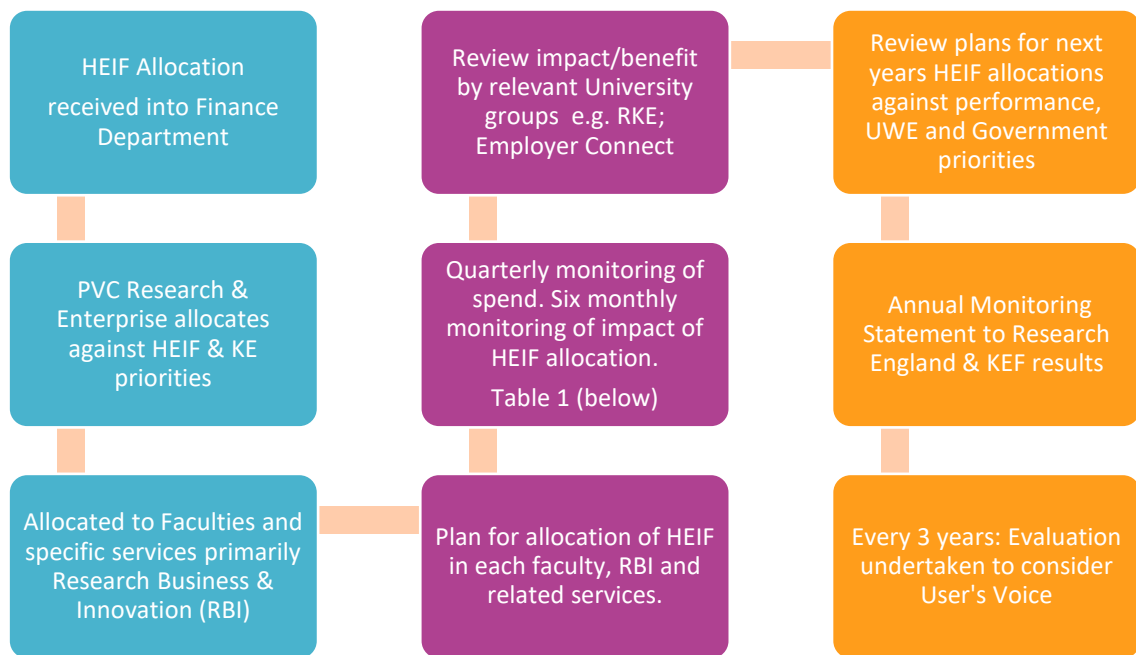 HEIF Allocation
received into Finance
Department
PVC Research &
Enterprise allocates
against HEIF & KE
priorities
Allocated to Faculties and
specific services primarily
Research Business &
Innovation (RBI)
Plan for allocation of HEIF
in each faculty, RBI and
related services.
Quarterly monitoring of
spend. Six monthly
monitoring of impact of
HEIF allocation.
Table 1 (below)
Review impact/benefit
by relevant University
groups e.g. RKE;
Employer Connect
Review plans for next
years HEIF allocations
against performance,
UWE and Government
priorities
Annual Monitoring
Statement to Research
England & KEF results
Every 3 years: Evaluation
undertaken to consider
User's Voice